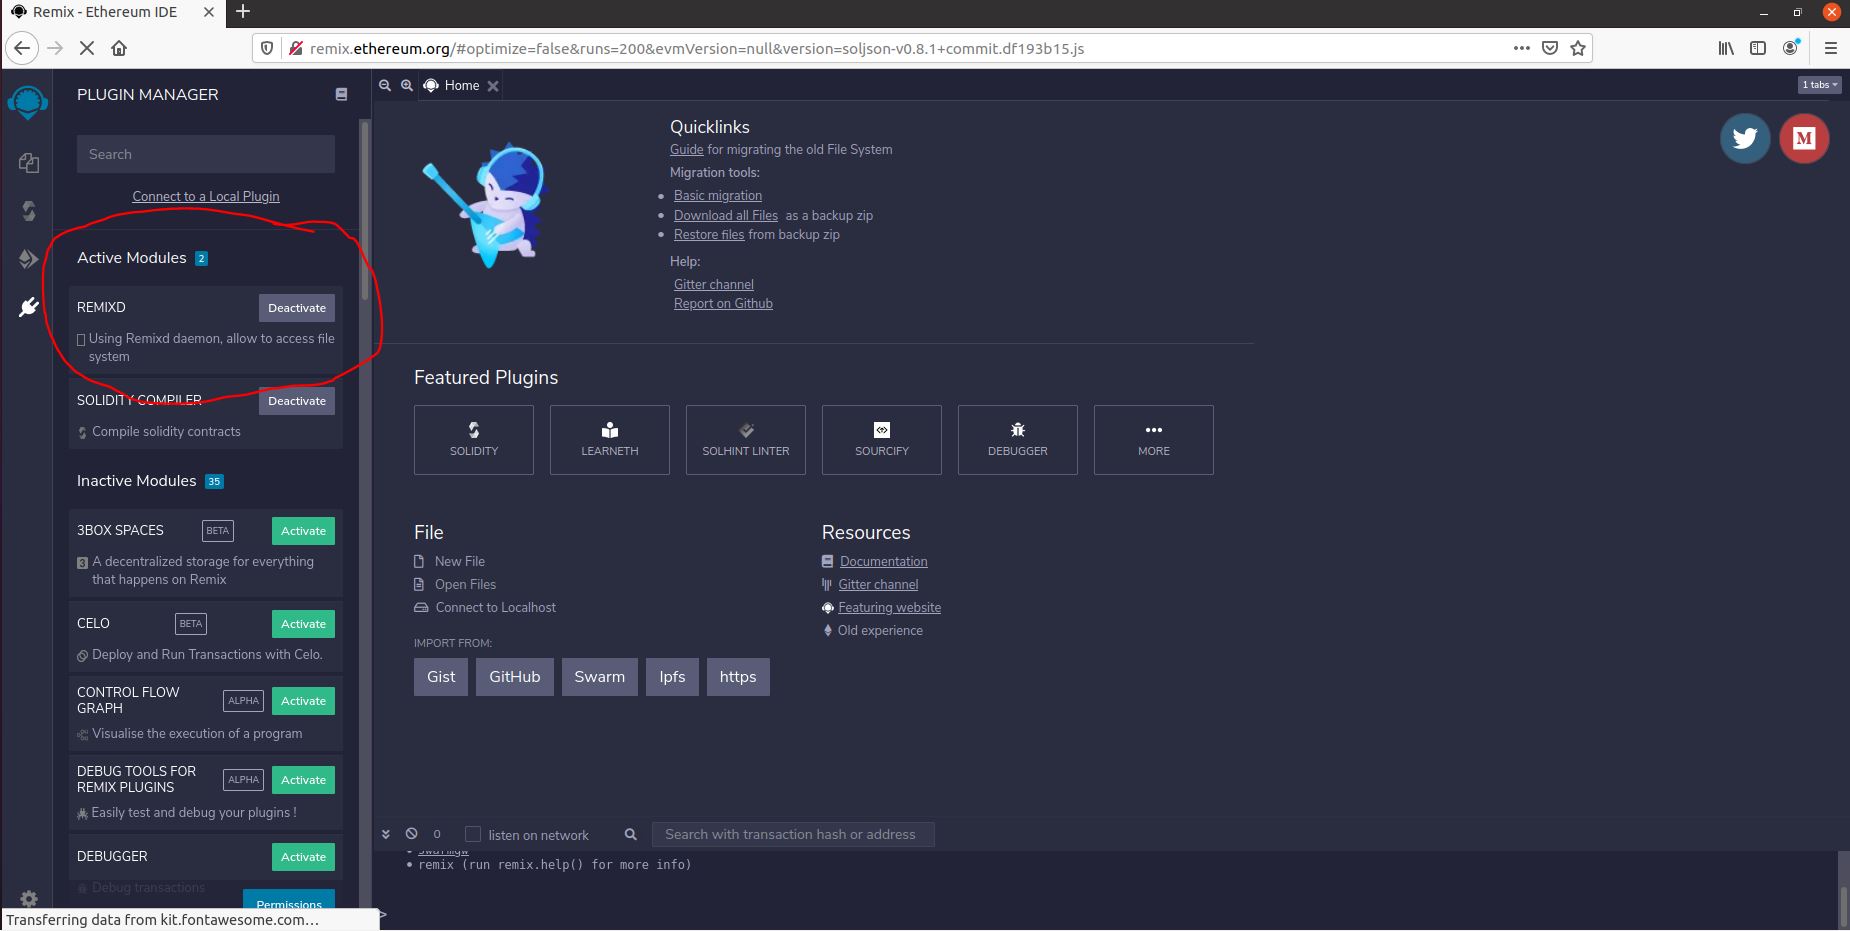 Remix - Ethereum IDE
remix.ethereum.org/#optimize=false&runs=200&evmVersion=null&version=soljson-v0.8.1+commit.df193b15.js
PLUGIN MANAGER
Search
Connect to a Local Plugin
Active Modules 2
REMIXD Deactivate
Using Remixd daemon, allow to access file
system
SOLIDITY COMPILER Deactivate
Compile solidity contracts
Inactive Modules 35
3BOX SPACES BETA Activate
3 A decentralized storage for everything
that happens on Remix
CELO BETA Activate
Deploy and Run Transactions with Celo.
CONTROL FLOW
GRAPH ALPHA Activate
Visualise the execution of a program
DEBUG TOOLS FOR
REMIX PLUGINS ALPHA Activate
Easily test and debug your plugins !
DEBUGGER Activate
Debug transactions
Permissions
Transferring data from kit.fontawesome.com…
Home
1 tabs
Quicklinks
Guide for migrating the old File System
Migration tools:
Basic migration
Download all Files as a backup zip
Restore files from backup zip
Help:
Gitter channel
Report on Github
M
Featured Plugins
SOLIDITY
LEARNETH
SOLHINT LINTER
SOURCIFY
DEBUGGER
MORE
File
New File
Open Files
Connect to Localhost
IMPORT FROM:
Gist GitHub Swarm Ipfs https
Resources
Documentation
Gitter channel
Featuring website
Old experience
0 listen on network Search with transaction hash or address
swarmgw
remix (run remix.help() for more info)
>